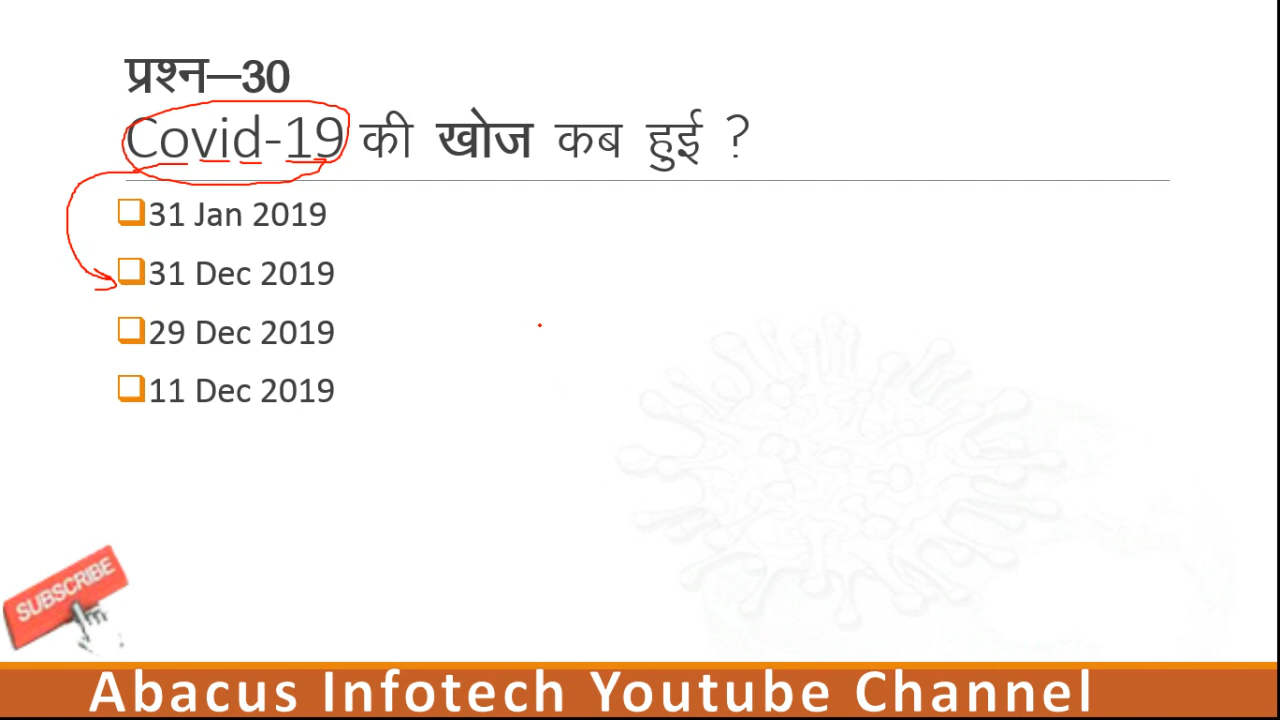 प्रश्न—30
Covid-19 की खोज कब हुई ?
31 Jan 2019
31 Dec 2019
29 Dec 2019
11 Dec 2019
SUBSCRIBE
Abacus Infotech Youtube Channel